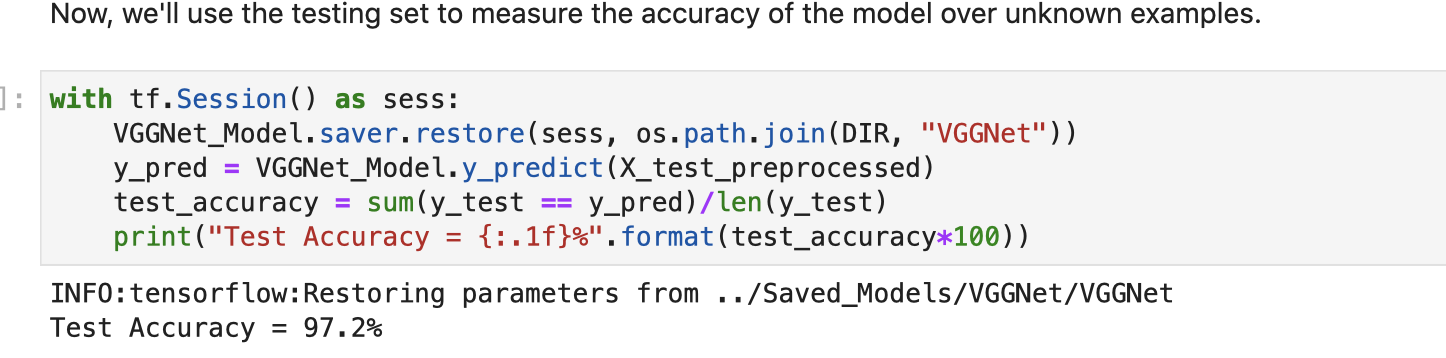 Now, we'll use the testing set to measure the accuracy of the model over unknown examples.
]: with tf.Session() as sess:
    VGGNet_Model.saver.restore(sess, os.path.join(DIR, "VGGNet"))
    y_pred = VGGNet_Model.y_predict(X_test_preprocessed)
    test_accuracy = sum(y_test == y_pred)/len(y_test)
    print("Test Accuracy = {:.1f}%".format(test_accuracy*100))
INFO:tensorflow:Restoring parameters from ../Saved_Models/VGGNet/VGGNet
Test Accuracy = 97.2%